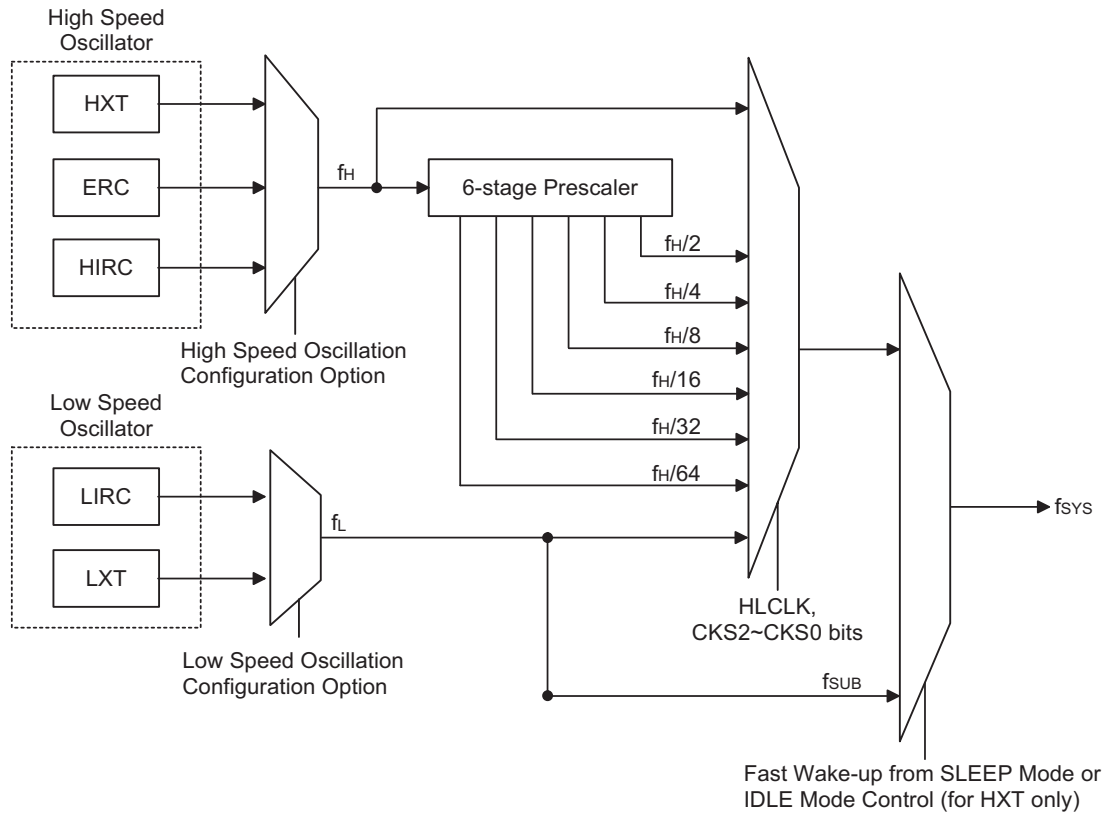 High Speed
Oscillator
HXT
ERC
HIRC
fH
6-stage Prescaler
fH/2
fH/4
fH/8
fH/16
fH/32
fH/64
High Speed Oscillation
Configuration Option
Low Speed
Oscillator
LIRC
LXT
fL
Low Speed Oscillation
Configuration Option
HLCLK,
CKS2~CKS0 bits
fSUB
fSYS
Fast Wake-up from SLEEP Mode or
IDLE Mode Control (for HXT only)